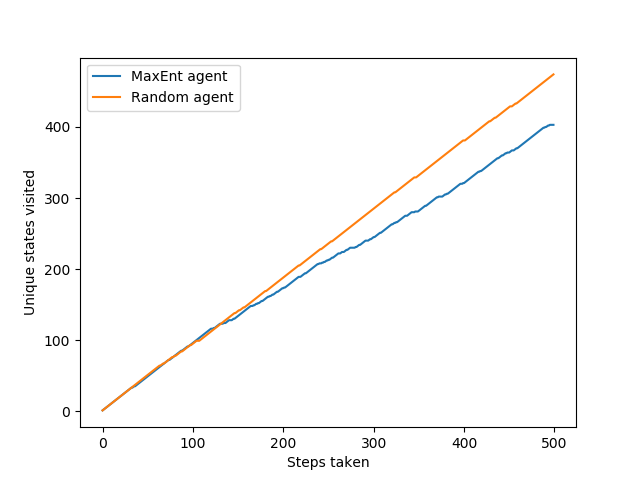 MaxEnt agent
Random agent
Unique states visited
400
300
200
100
0
0 100 200 300 400 500
Steps taken